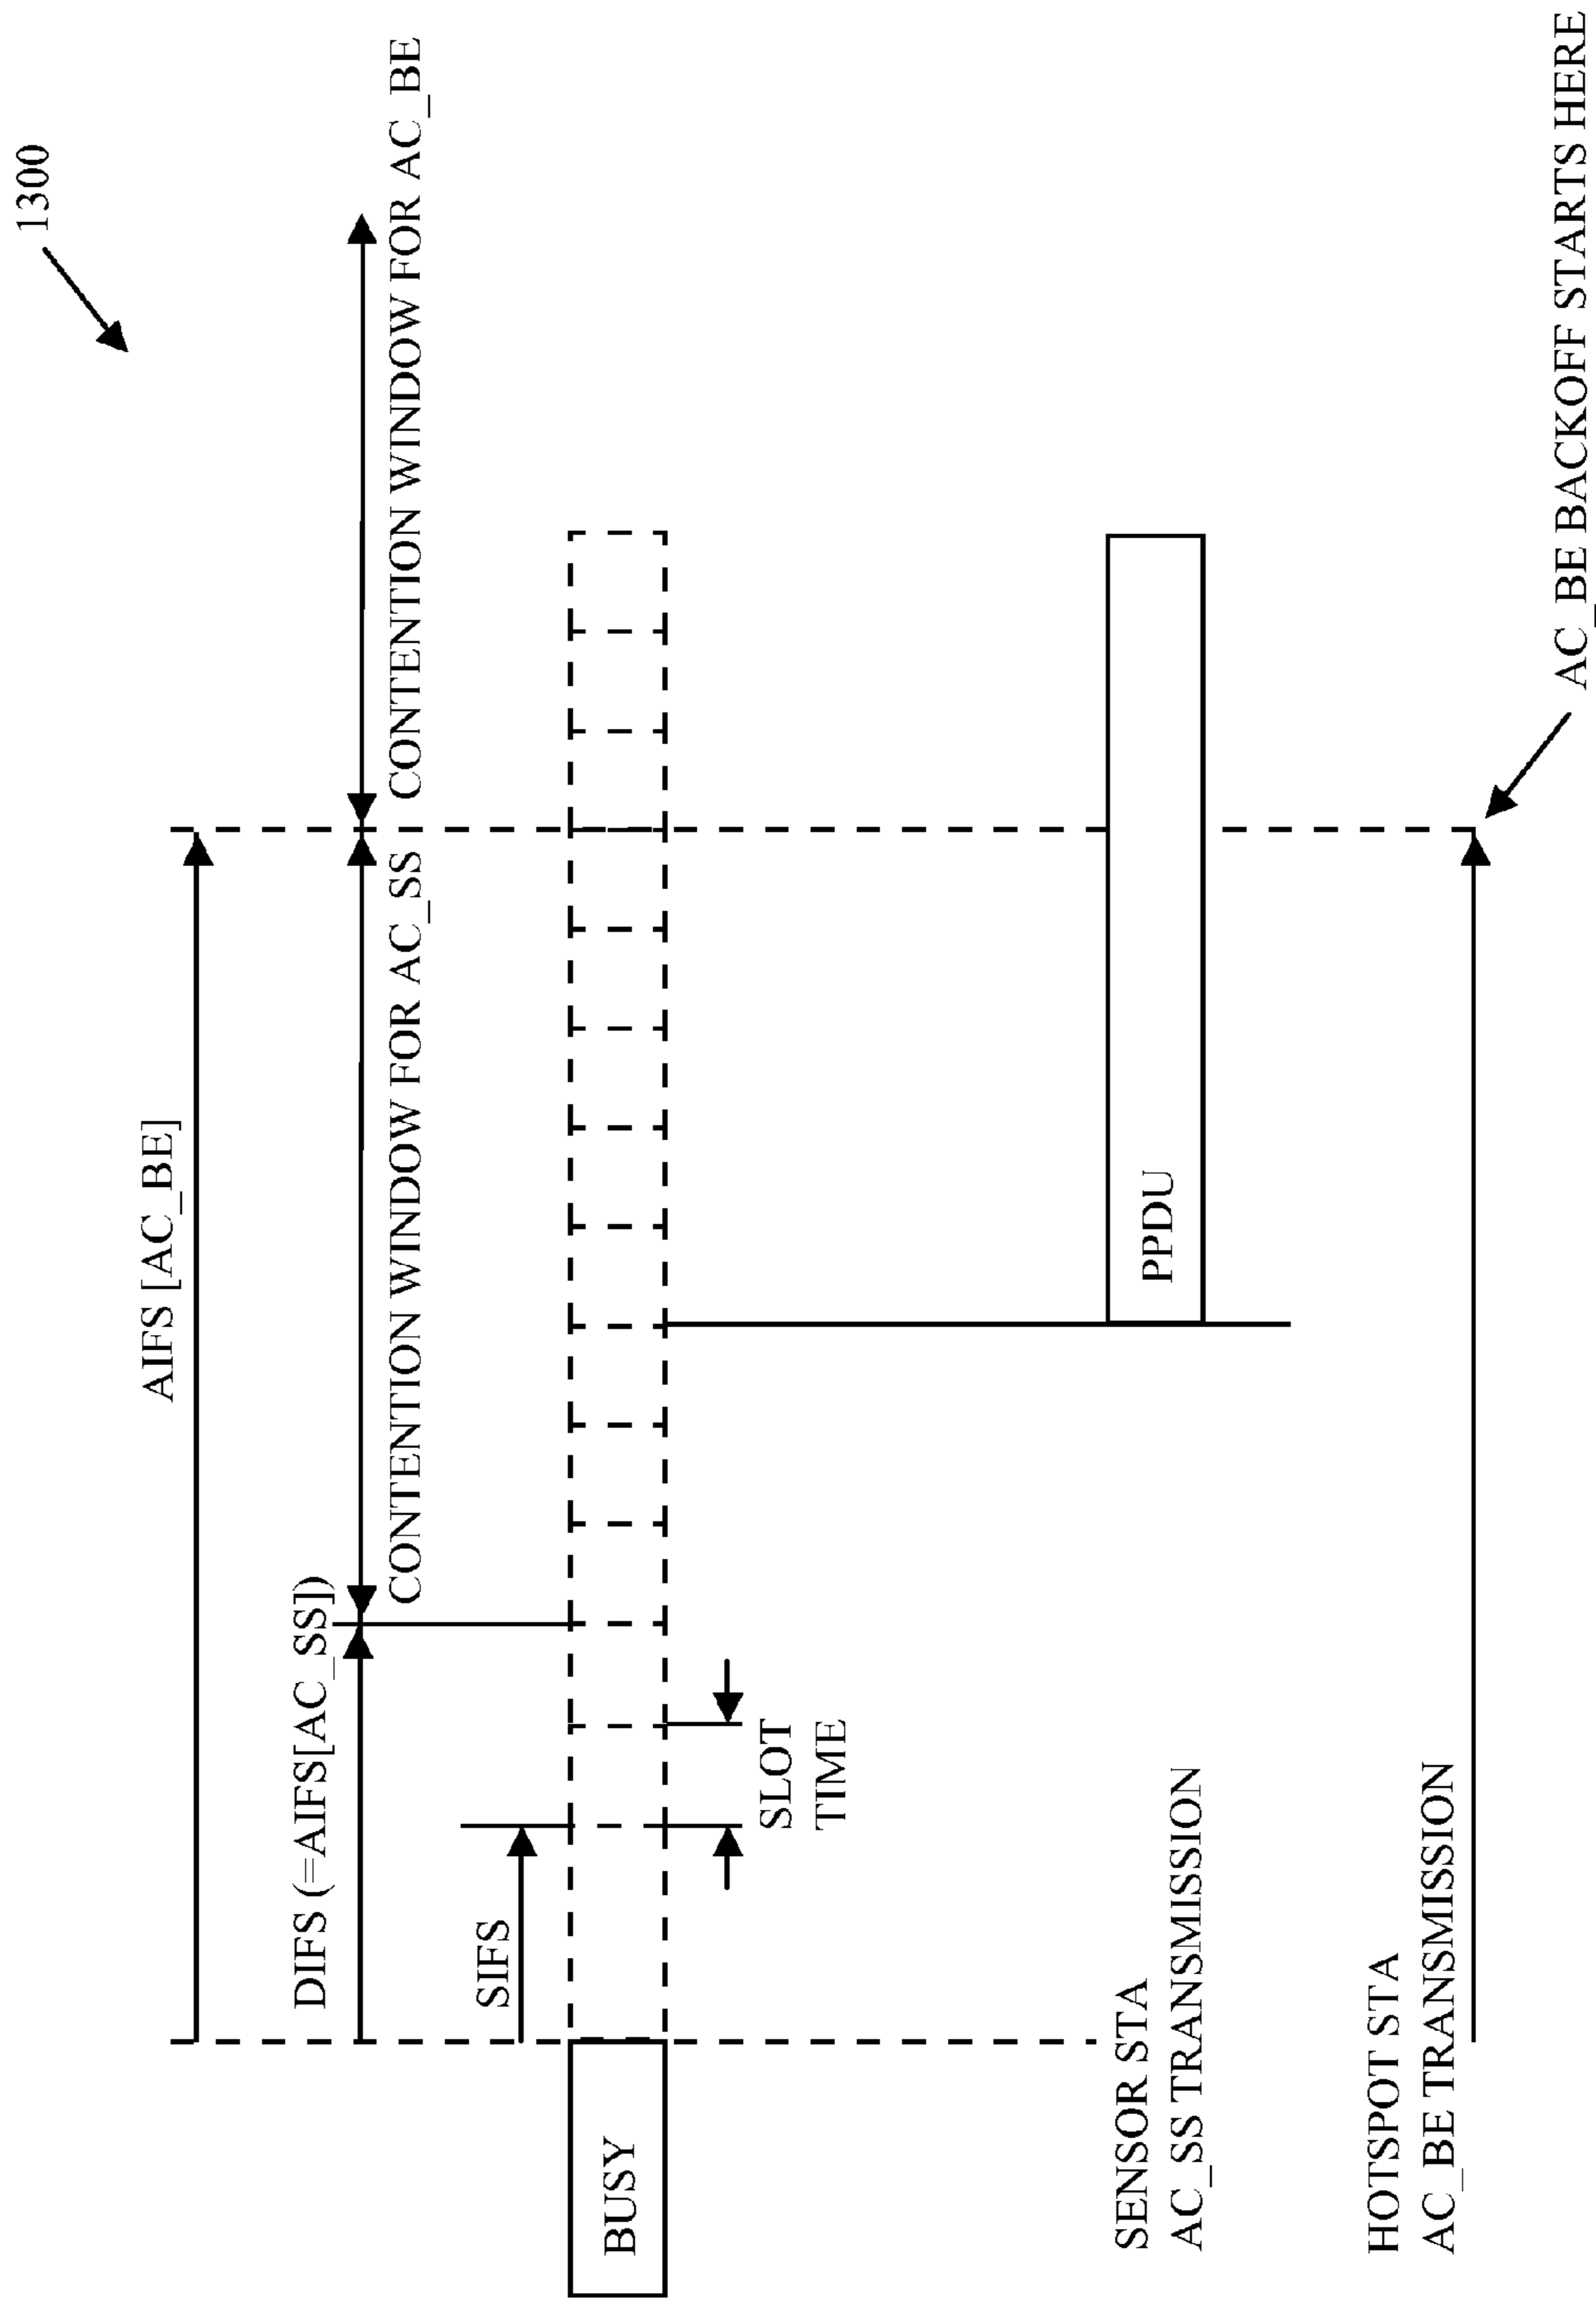 1300
AIFS [AC_BE]
DIFS (=AIFS[AC_SS])
CONTENTION WINDOW FOR AC_SS
CONTENTION WINDOW FOR AC_BE
SIFS
BUSY
SLOT
TIME
SENSOR STA
AC_SS TRANSMISSION
PPDU
HOTSPOT STA
AC_BE TRANSMISSION
AC_BE BACKOFF STARTS HERE